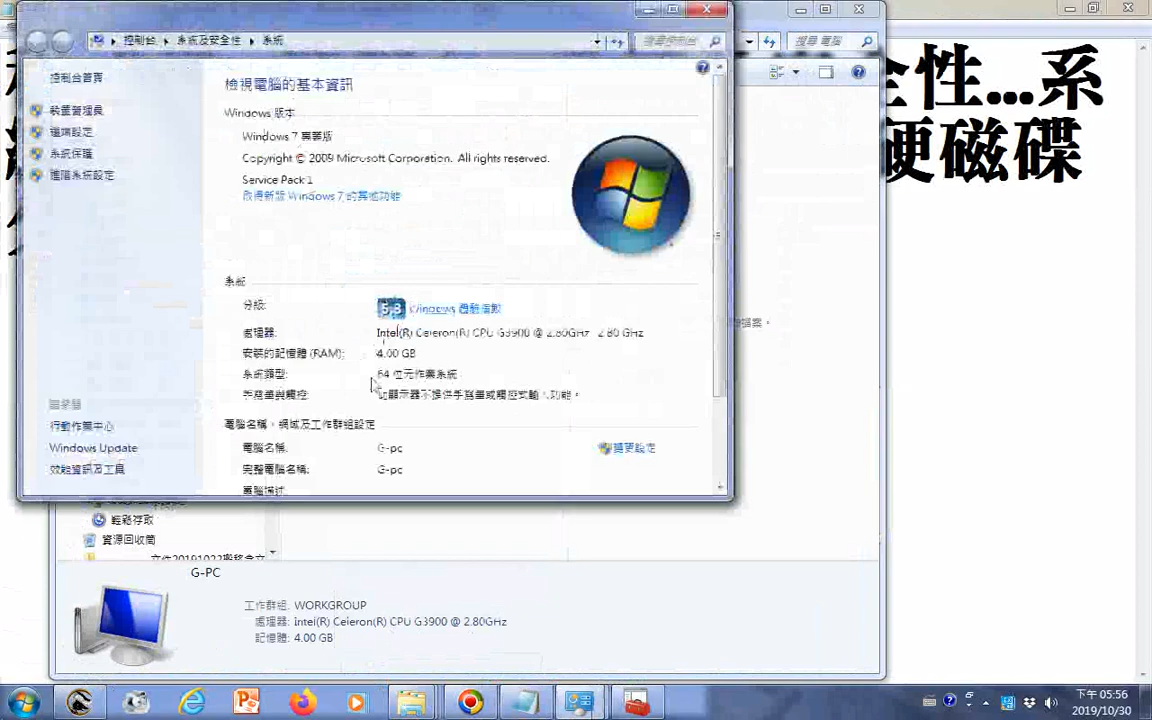 控制台 ▸ 系統及安全性 ▸ 系統
搜尋控制台
搜尋 電腦
控制台首頁
裝置管理員
遠端設定
系統保護
進階系統設定
請參閱
行動作業中心
Windows Update
效能資訊及工具
檢視電腦的基本資訊
Windows 版本
Windows 7 專業版
Copyright © 2009 Microsoft Corporation. All rights reserved.
Service Pack 1
取得新版 Windows 7 的其他功能
系統
分級: 5.3 Windows 體驗指數
處理器: Intel(R) Celeron(R) CPU G3900 @ 2.80GHz 2.80 GHz
安裝的記憶體 (RAM): 4.00 GB
系統類型: 64 位元作業系統
手寫筆與觸控: 此顯示器不提供手寫筆或觸控式輸入功能。
電腦名稱、網域及工作群組設定
電腦名稱: G-pc
變更設定
完整電腦名稱: G-pc
電腦描述:
全性...系
硬磁碟
檔案。
輕鬆存取
資源回收筒
G-PC
工作群組: WORKGROUP
處理器: Intel(R) Celeron(R) CPU G3900 @ 2.80GHz
記憶體: 4.00 GB
下午 05:56
2019/10/30